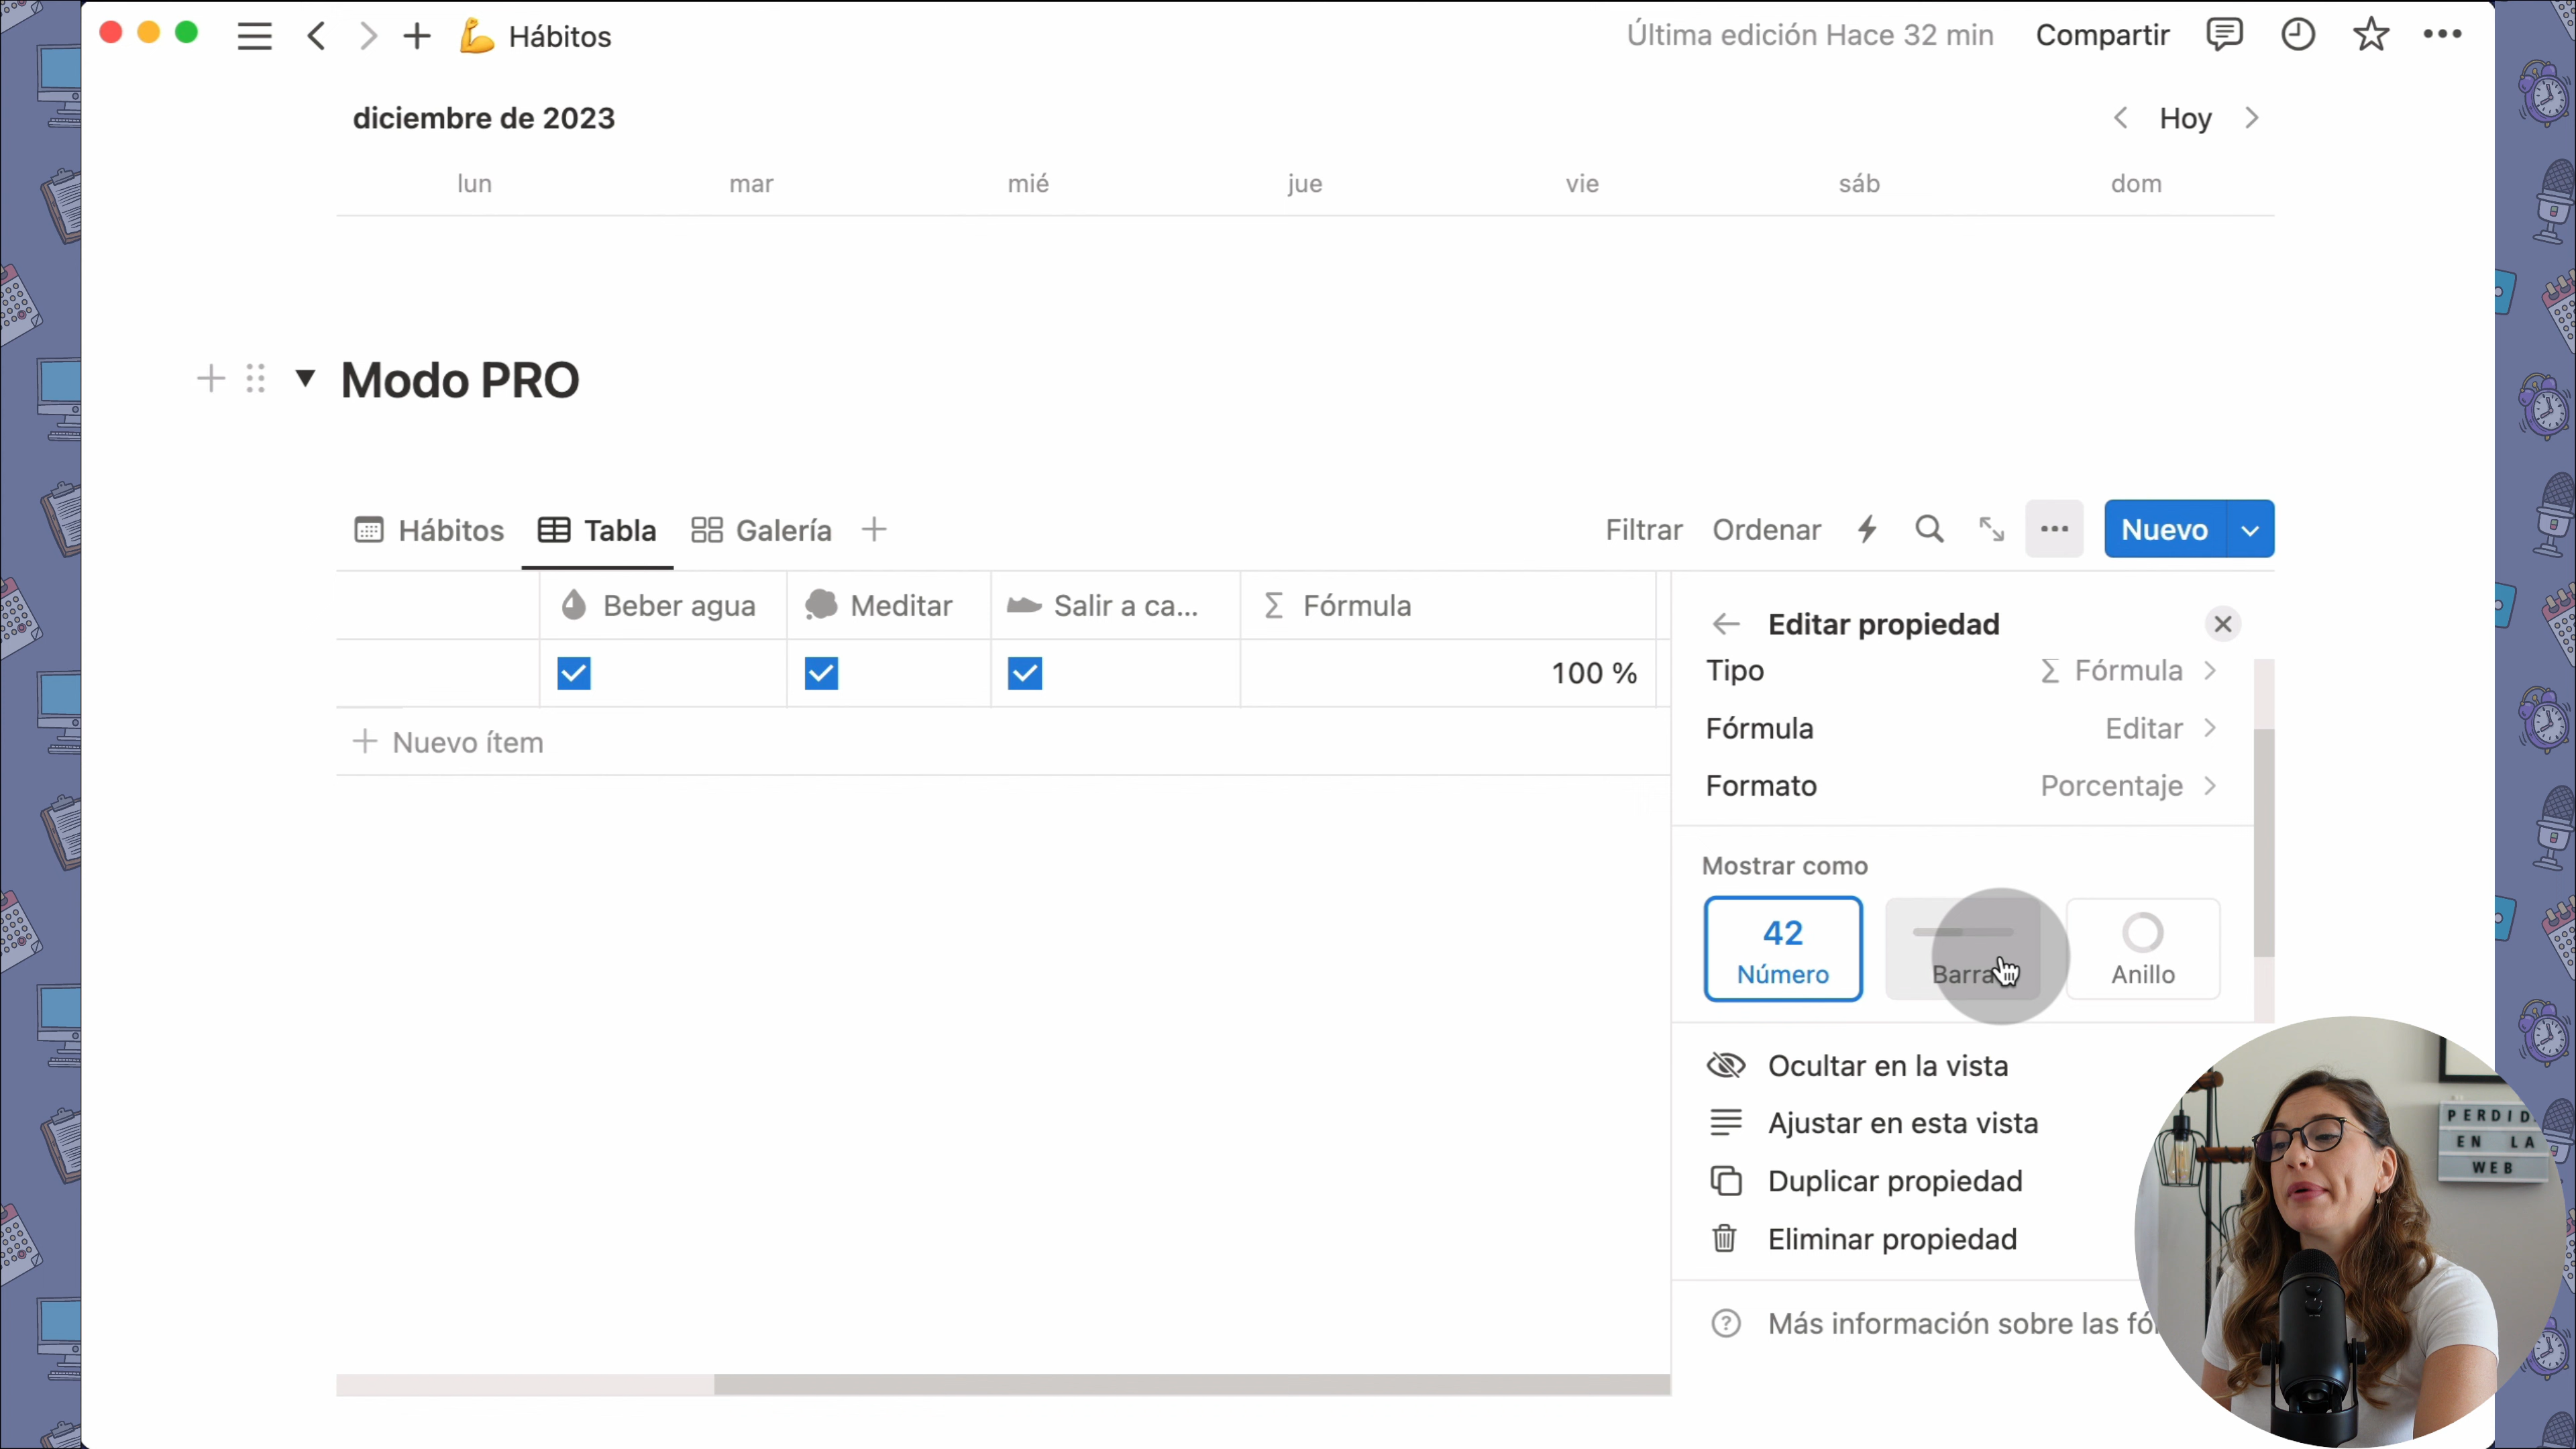 Hábitos
Última edición Hace 32 min
Compartir
diciembre de 2023
Hoy
lun mar mié jue vie sáb dom
Modo PRO
Hábitos Tabla Galería
Filtrar Ordenar Nuevo
Beber agua Meditar Salir a ca... Σ Fórmula
100 %
Nuevo ítem
Editar propiedad
Tipo Σ Fórmula
Fórmula Editar
Formato Porcentaje
Mostrar como
42
Número Barra Anillo
Ocultar en la vista
Ajustar en esta vista
Duplicar propiedad
Eliminar propiedad
Más información sobre las
PERDID
EN LA
WEB